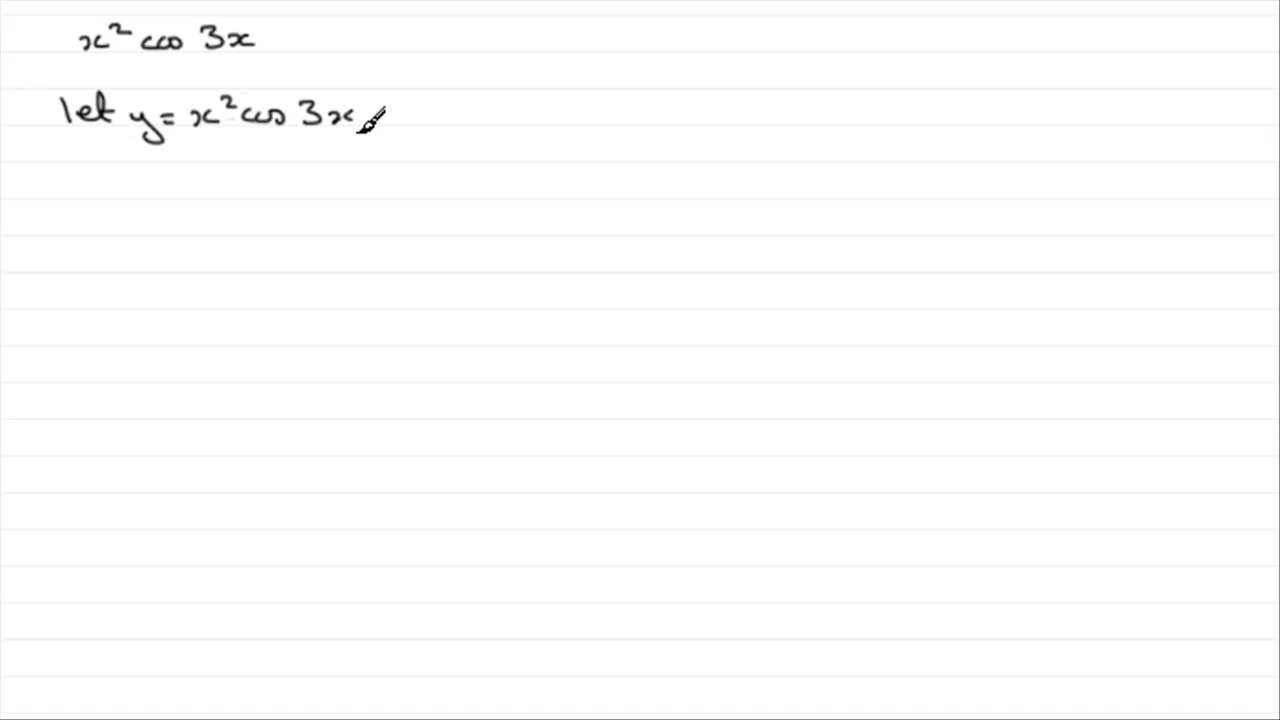 x² cos 3x
let y = x² cos 3x